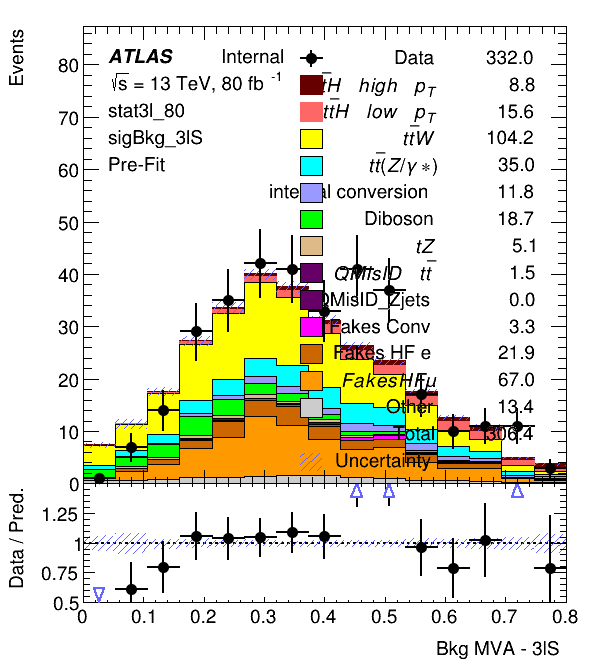 Events
ATLAS Internal
√s = 13 TeV, 80 fb⁻¹
stat3l_80
sigBkg_3lS
Pre-Fit
Data 332.0
tt̄H high p_T 8.8
tt̄H low p_T 15.6
tt̄W 104.2
tt̄(Z/γ*) 35.0
internal conversion 11.8
Diboson 18.7
tZ 5.1
QMisID tt̄ 1.5
QMisID_Zjets 0.0
Fakes Conv 3.3
Fakes HF e 21.9
FakesHFμ 67.0
Other 13.4
Total 306.4
Uncertainty
80
70
60
50
40
30
20
10
0
Data / Pred.
1.25
1
0.75
0.5
0 0.1 0.2 0.3 0.4 0.5 0.6 0.7 0.8
Bkg MVA - 3lS